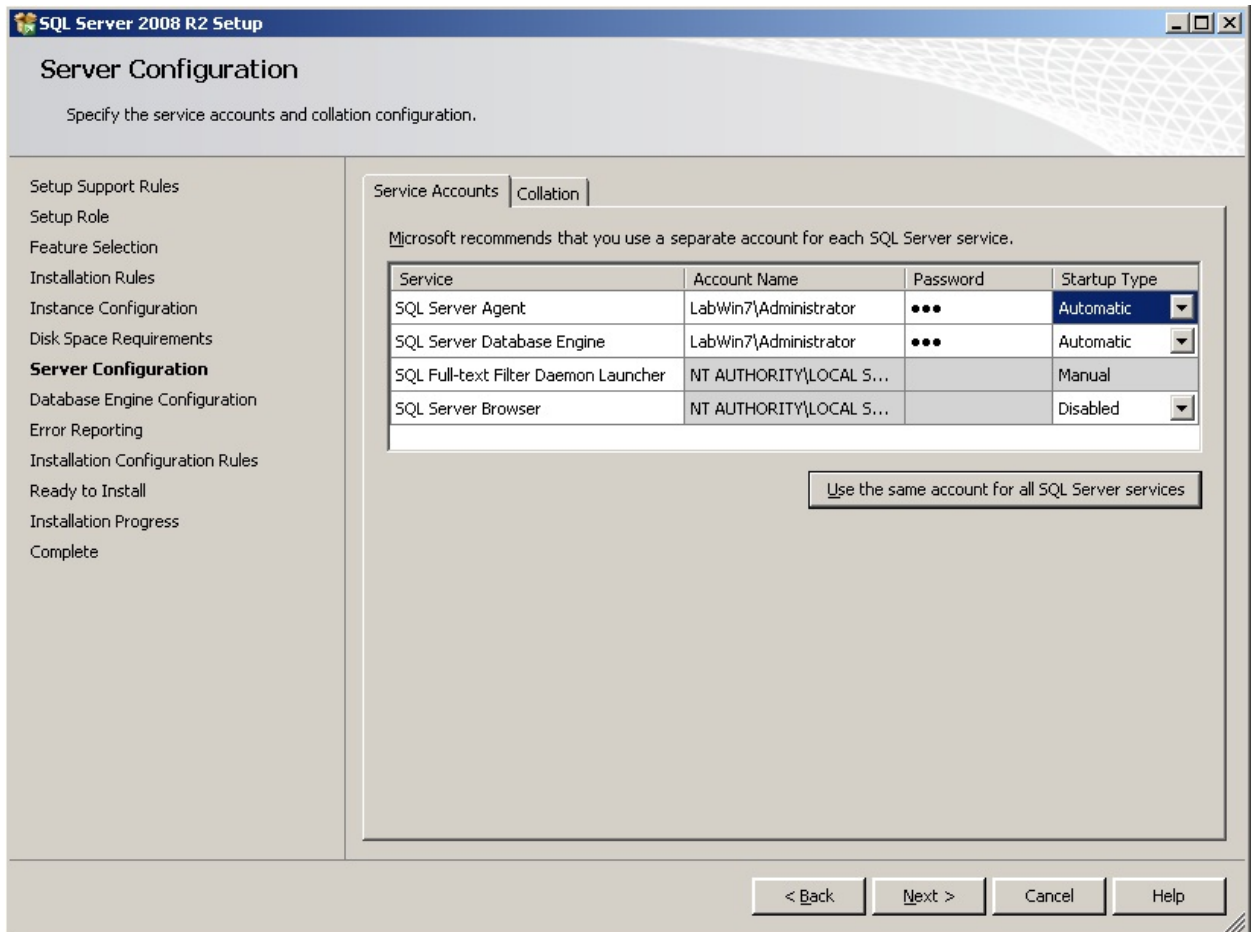 SQL Server 2008 R2 Setup
Server Configuration
Specify the service accounts and collation configuration.
Setup Support Rules
Setup Role
Feature Selection
Installation Rules
Instance Configuration
Disk Space Requirements
Server Configuration
Database Engine Configuration
Error Reporting
Installation Configuration Rules
Ready to Install
Installation Progress
Complete
Service Accounts Collation
Microsoft recommends that you use a separate account for each SQL Server service.
Service Account Name Password Startup Type
SQL Server Agent LabWin7\Administrator ●●● Automatic
SQL Server Database Engine LabWin7\Administrator ●●● Automatic
SQL Full-text Filter Daemon Launcher NT AUTHORITY\LOCAL S... Manual
SQL Server Browser NT AUTHORITY\LOCAL S... Disabled
Use the same account for all SQL Server services
< Back Next > Cancel Help